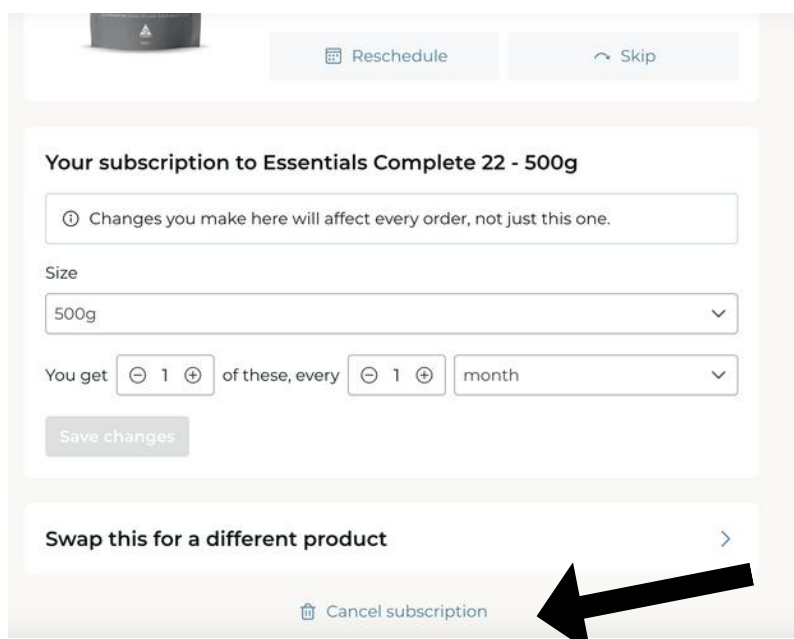 Reschedule
Skip
Your subscription to Essentials Complete 22 - 500g
Changes you make here will affect every order, not just this one.
Size
500g
You get 1 of these, every 1 month
Save changes
Swap this for a different product
Cancel subscription